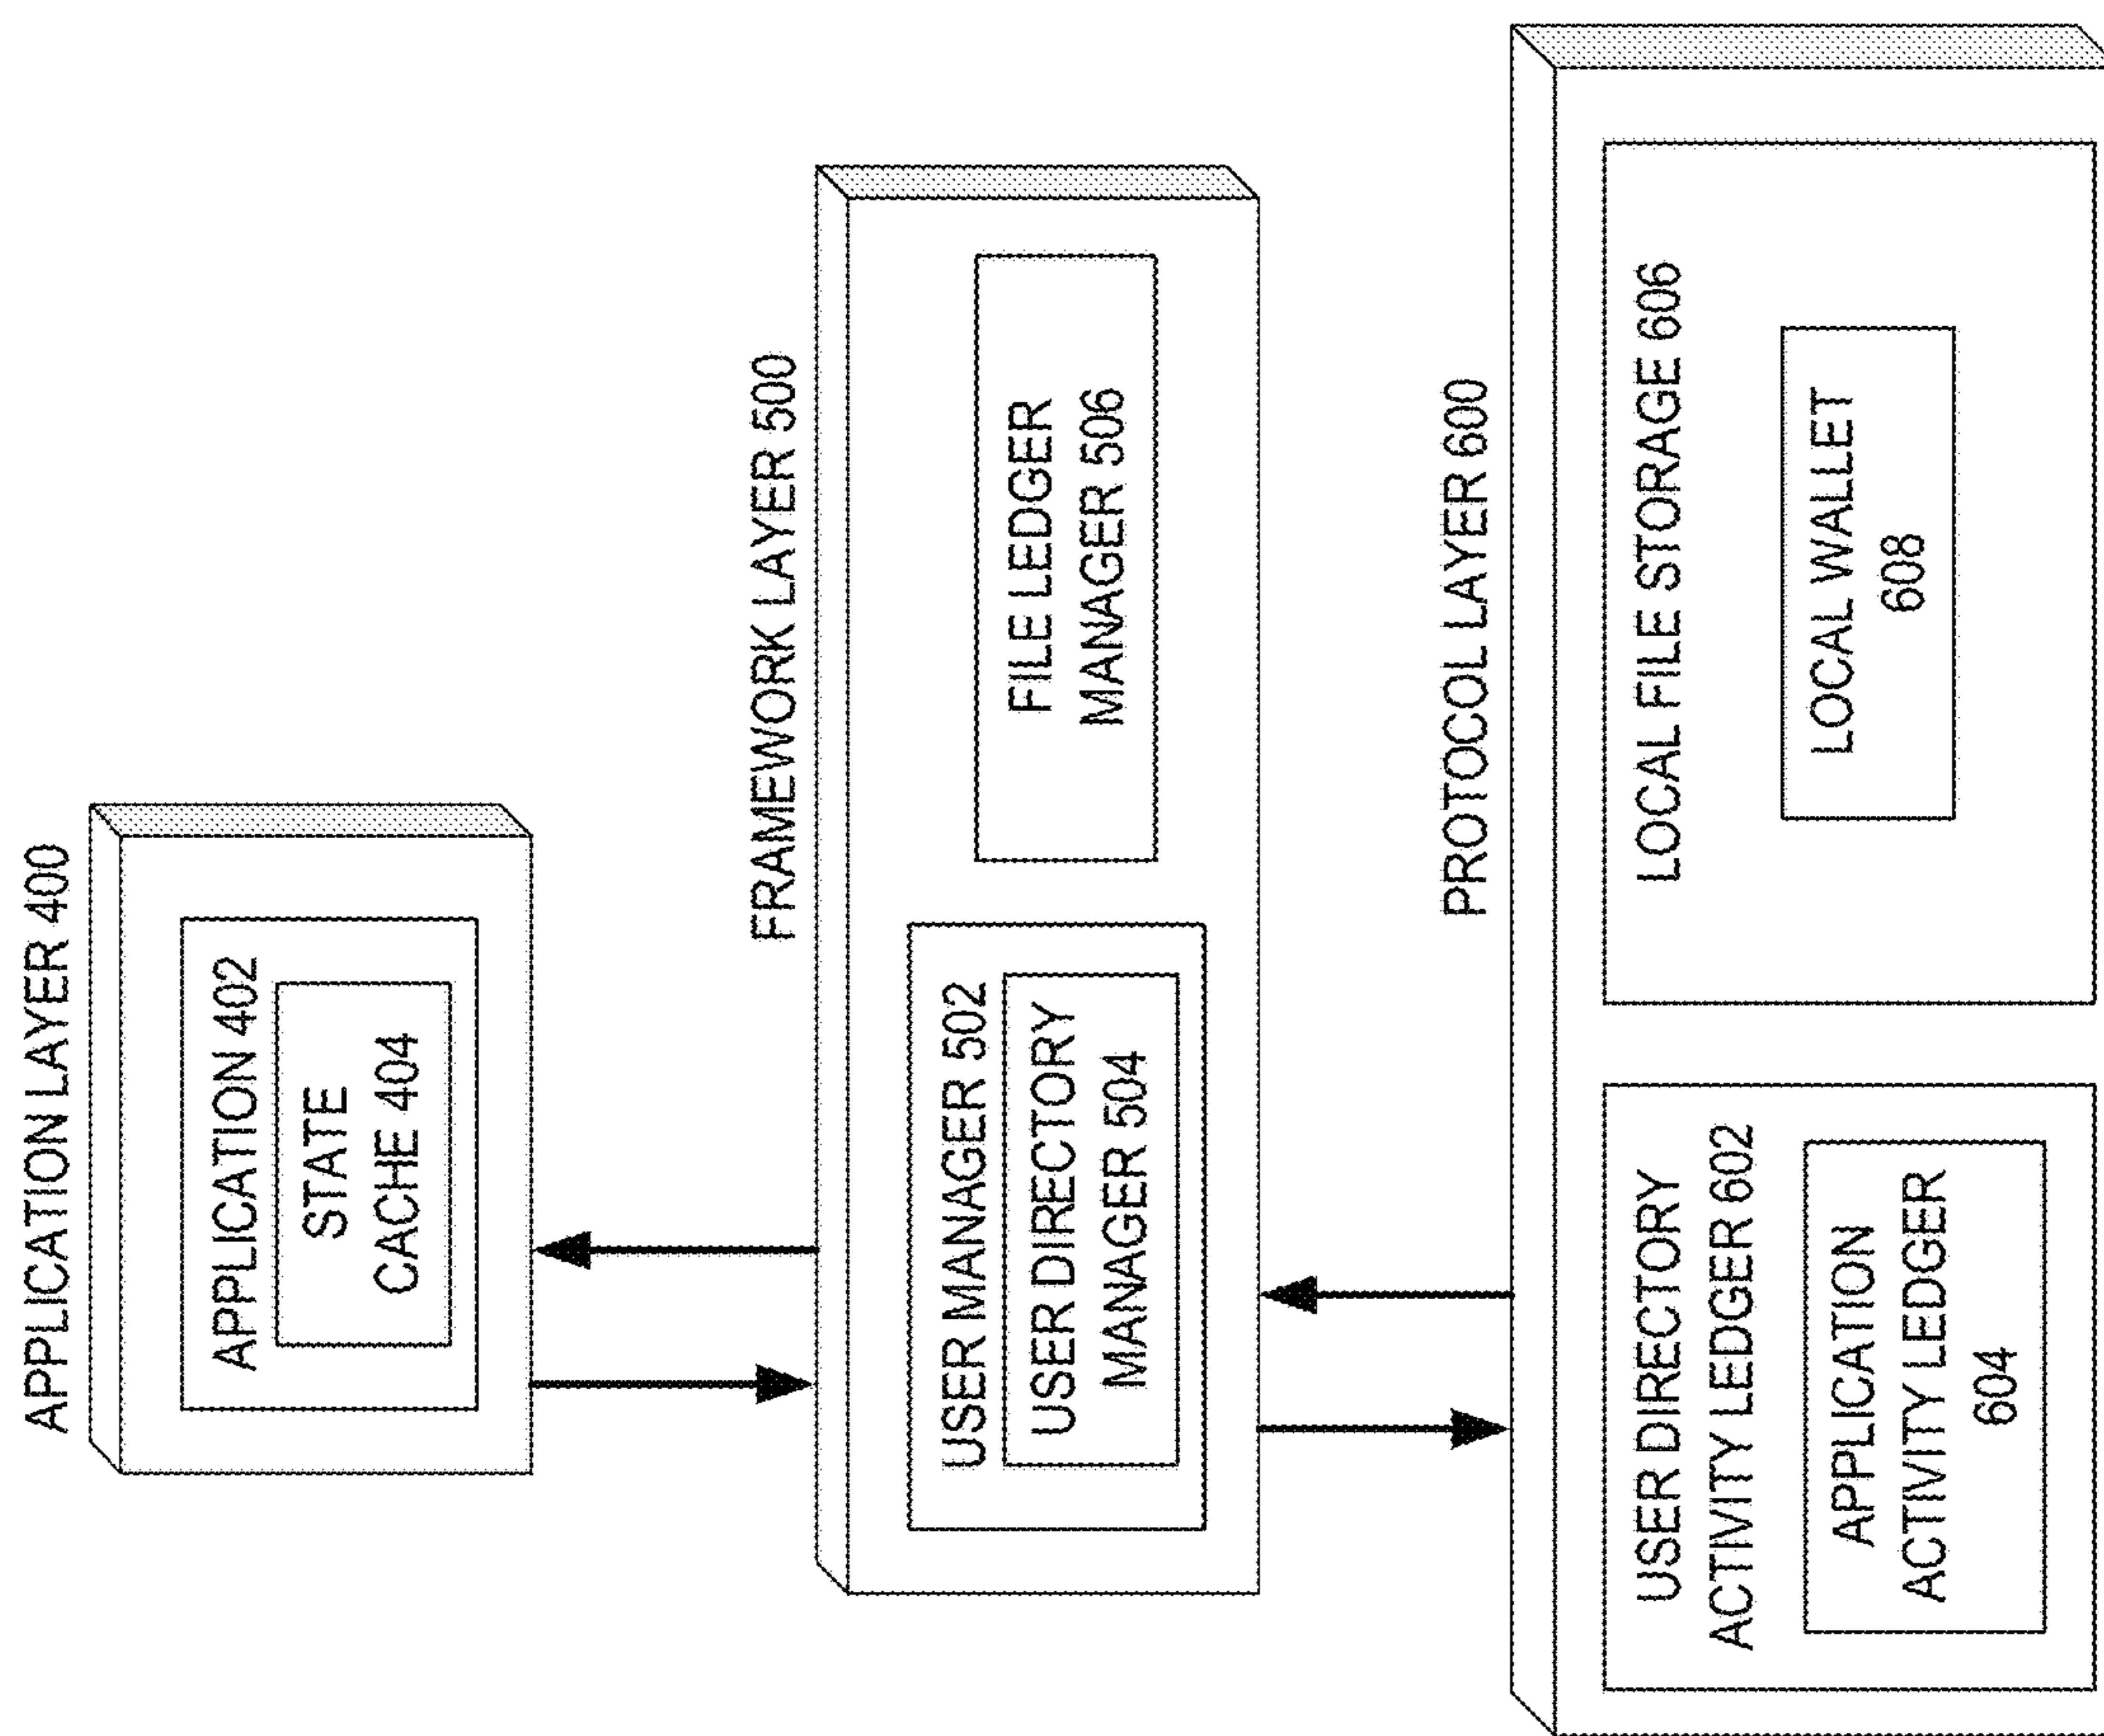 APPLICATION LAYER 400
APPLICATION 402
STATE
CACHE 404
FRAMEWORK LAYER 500
USER MANAGER 502
USER DIRECTORY
MANAGER 504
FILE LEDGER
MANAGER 506
PROTOCOL LAYER 600
USER DIRECTORY
ACTIVITY LEDGER 602
APPLICATION
ACTIVITY LEDGER
604
LOCAL FILE STORAGE 606
LOCAL WALLET
608